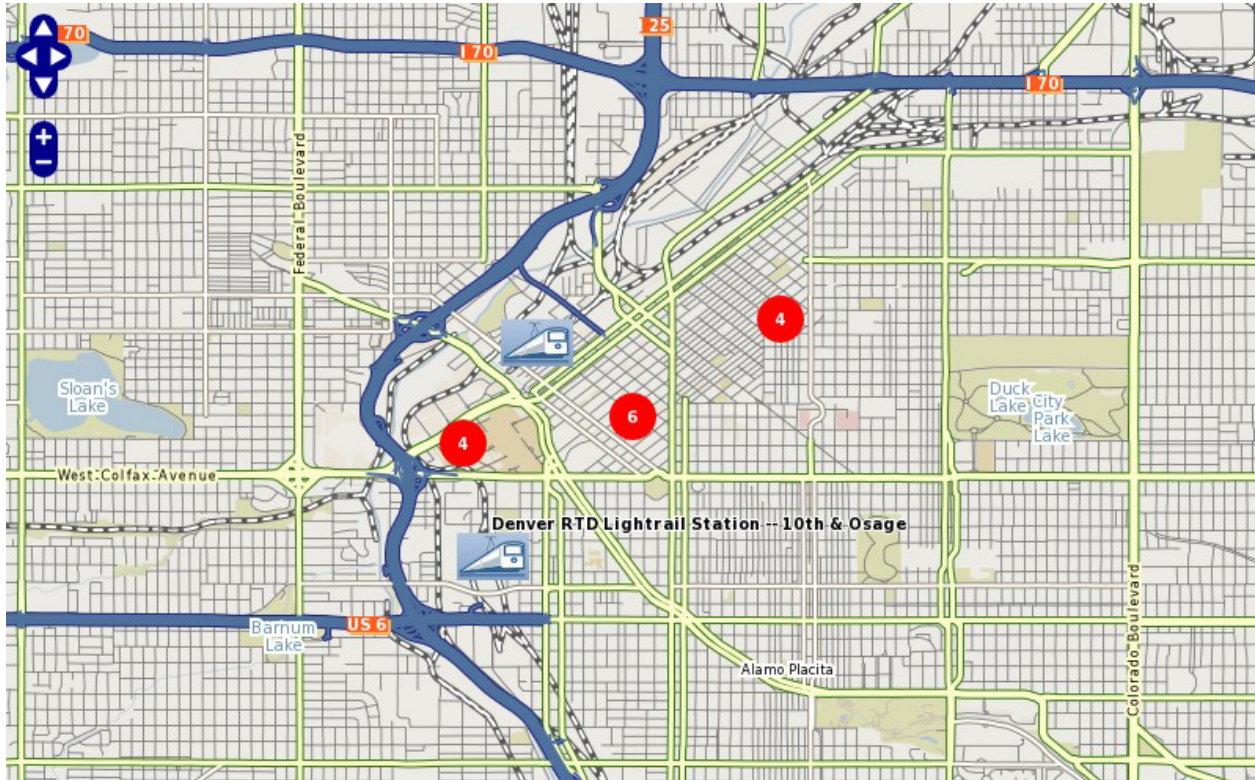 I 25
70
I 70
I 70
+
−
Federal Boulevard
4
Sloan's
Lake
Duck
Lake
City
Park
Lake
6
4
West Colfax Avenue
Denver RTD Lightrail Station -- 10th & Osage
Colorado Boulevard
US 6
Barnum
Lake
Alamo Placita